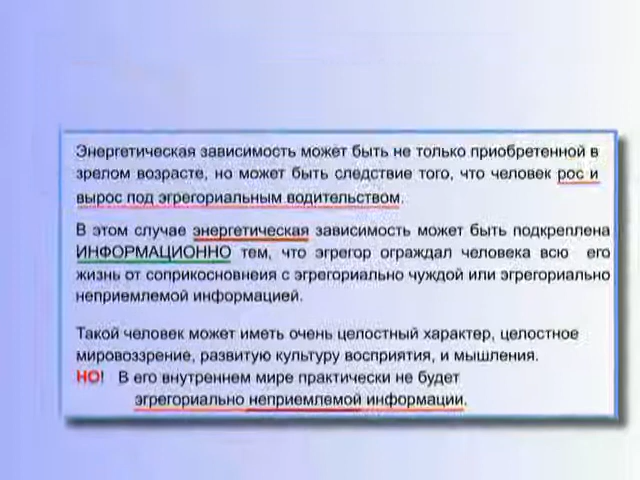 Энергетическая зависимость может быть не только приобретенной в
зрелом возрасте, но может быть следствие того, что человек рос и
вырос под эгрегориальным водительством.
В этом случае энергетическая зависимость может быть подкреплена
ИНФОРМАЦИОННО тем, что эгрегор ограждал человека всю его
жизнь от соприкосновнеия с эгрегориально чуждой или эгрегориально
неприемлемой информацией.
Такой человек может иметь очень целостный характер, целостное
мировоззрение, развитую культуру восприятия, и мышления.
НО! В его внутреннем мире практически не будет
эгрегориально неприемлемой информации.